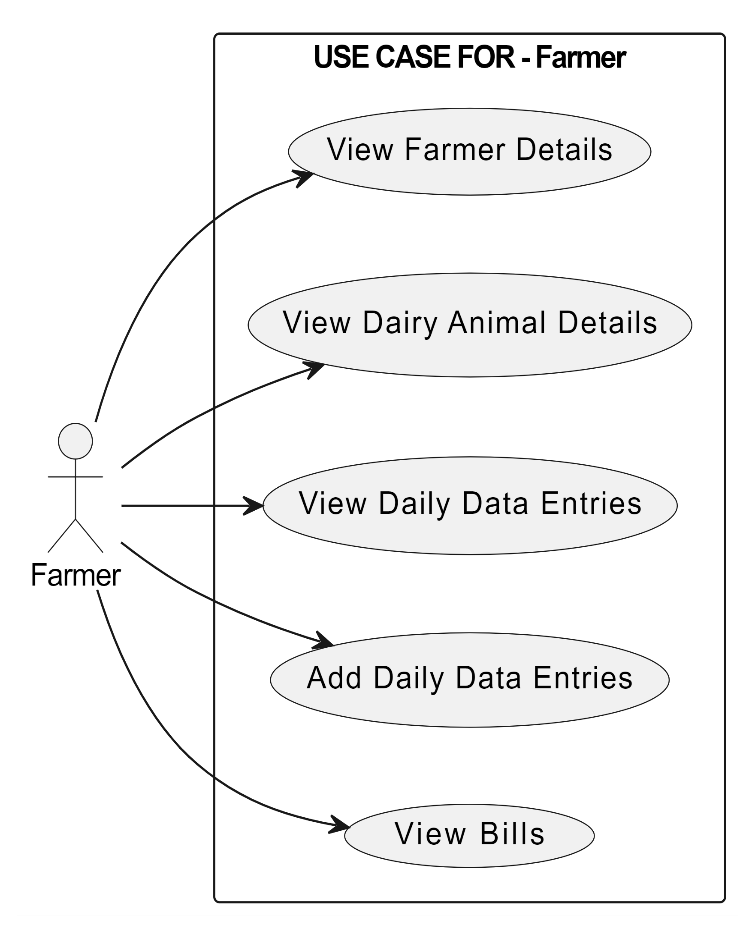 USE CASE FOR - Farmer
View Farmer Details
View Dairy Animal Details
View Daily Data Entries
Farmer
Add Daily Data Entries
View Bills